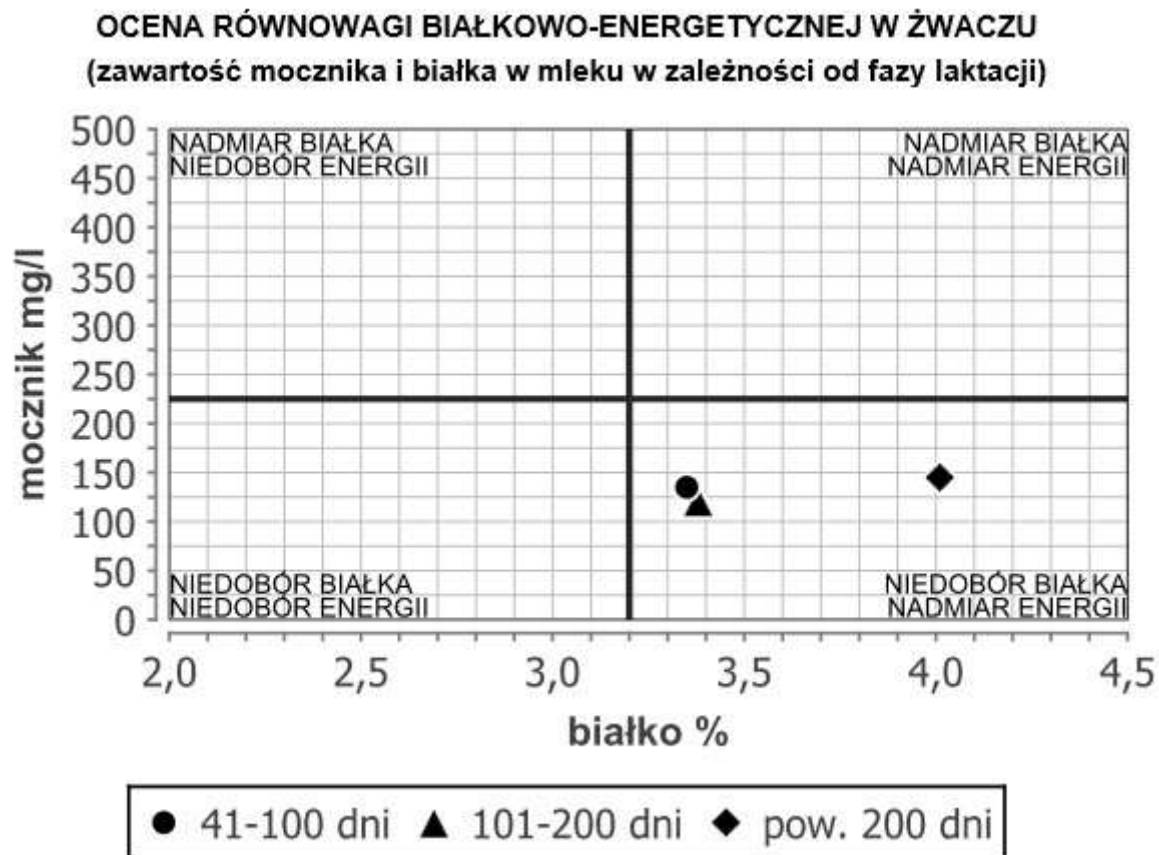 OCENA RÓWNOWAGI BIAŁKOWO-ENERGETYCZNEJ W ŻWACZU
(zawartość mocznika i białka w mleku w zależności od fazy laktacji)
500
450
400
350
300
250
200
150
100
50
0
mocznik mg/l
NADMIAR BIAŁKA
NIEDOBÓR ENERGII
NADMIAR BIAŁKA
NADMIAR ENERGII
NIEDOBÓR BIAŁKA
NIEDOBÓR ENERGII
NIEDOBÓR BIAŁKA
NADMIAR ENERGII
2,0 2,5 3,0 3,5 4,0 4,5
białko %
41-100 dni 101-200 dni pow. 200 dni